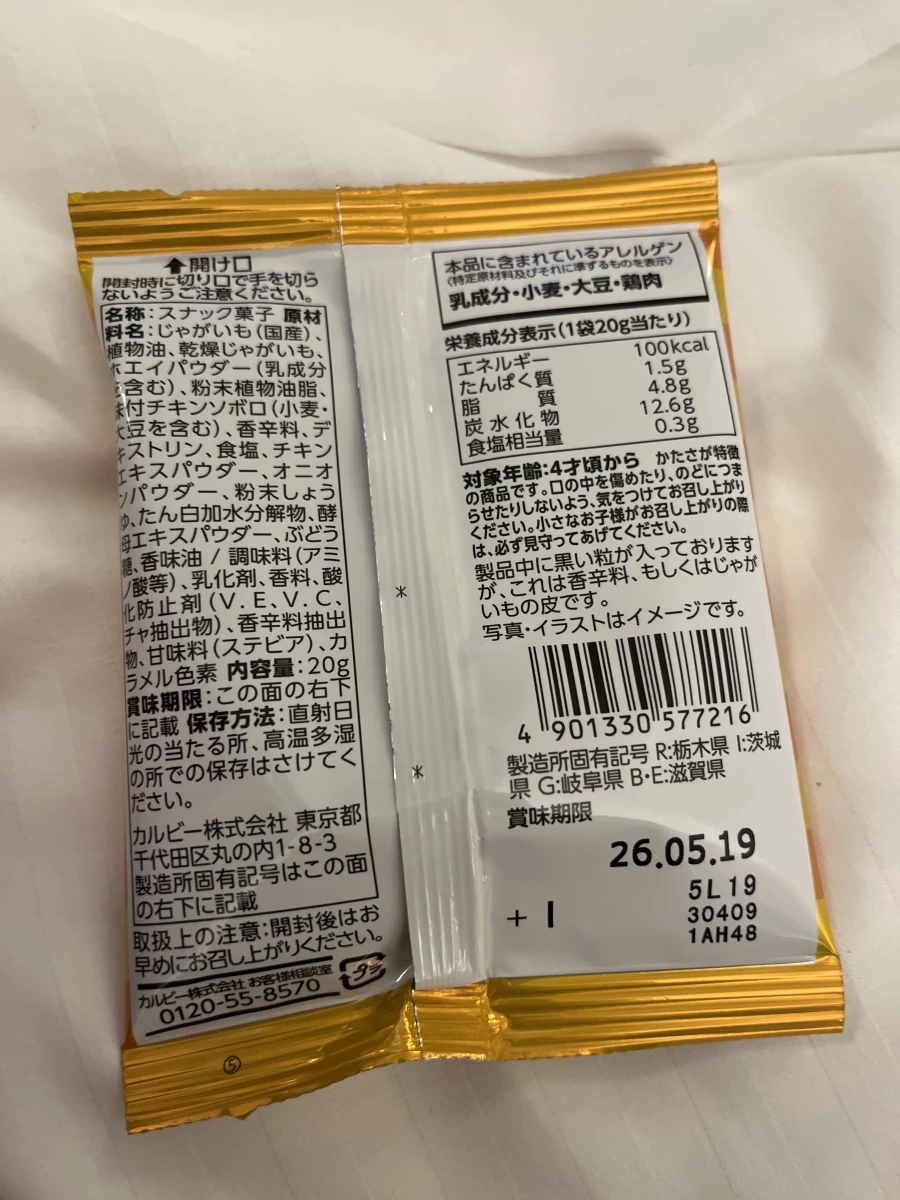 開け口
開封時に切り口で手を切ら
ないようご注意ください。
名称:スナック菓子 原材
料名:じゃがいも(国産)、
植物油、乾燥じゃがいも、
ホエイパウダー(乳成分
を含む)、粉末植物油脂、
味付チキンソボロ(小麦・
大豆を含む)、香辛料、デ
キストリン、食塩、チキン
エキスパウダー、オニオ
ンパウダー、粉末しょう
ゆ、たん白加水分解物、酵
母エキスパウダー、ぶどう
糖、香味油 / 調味料(アミ
ノ酸等)、乳化剤、香料、酸
化防止剤(V.E、V.C、
チャ抽出物)、香辛料抽出
物、甘味料(ステビア)、カ
ラメル色素 内容量:20g
賞味期限:この面の右下
に記載 保存方法:直射日
光の当たる所、高温多湿
の所での保存はさけてく
ださい。
カルビー株式会社 東京都
千代田区丸の内1-8-3
製造所固有記号はこの面
の右下に記載
取扱上の注意:開封後はお
早めにお召し上がりください。
カルビー株式会社 お客様相談室
0120-55-8570
プラ
⑤
本品に含まれているアレルゲン
〈特定原材料及びそれに準ずるものを表示〉
乳成分・小麦・大豆・鶏肉
栄養成分表示(1袋20g当たり)
エネルギー 100kcal
たんぱく質 1.5g
脂質 4.8g
炭水化物 12.6g
食塩相当量 0.3g
対象年齢:4才頃から かたさが特徴
の商品です。口の中を傷めたり、のどにつま
らせたりしないよう、気をつけてお召し上がり
ください。小さなお子様がお召し上がりの際
は、必ず見守ってあげてください。
製品中に黒い粒が入っております
が、これは香辛料、もしくはじゃが
いもの皮です。
写真・イラストはイメージです。
4 901330 577216
製造所固有記号 R:栃木県 I:茨城
県 G:岐阜県 B・E:滋賀県
賞味期限
26.05.19
5L19
+ I 30409
1AH48